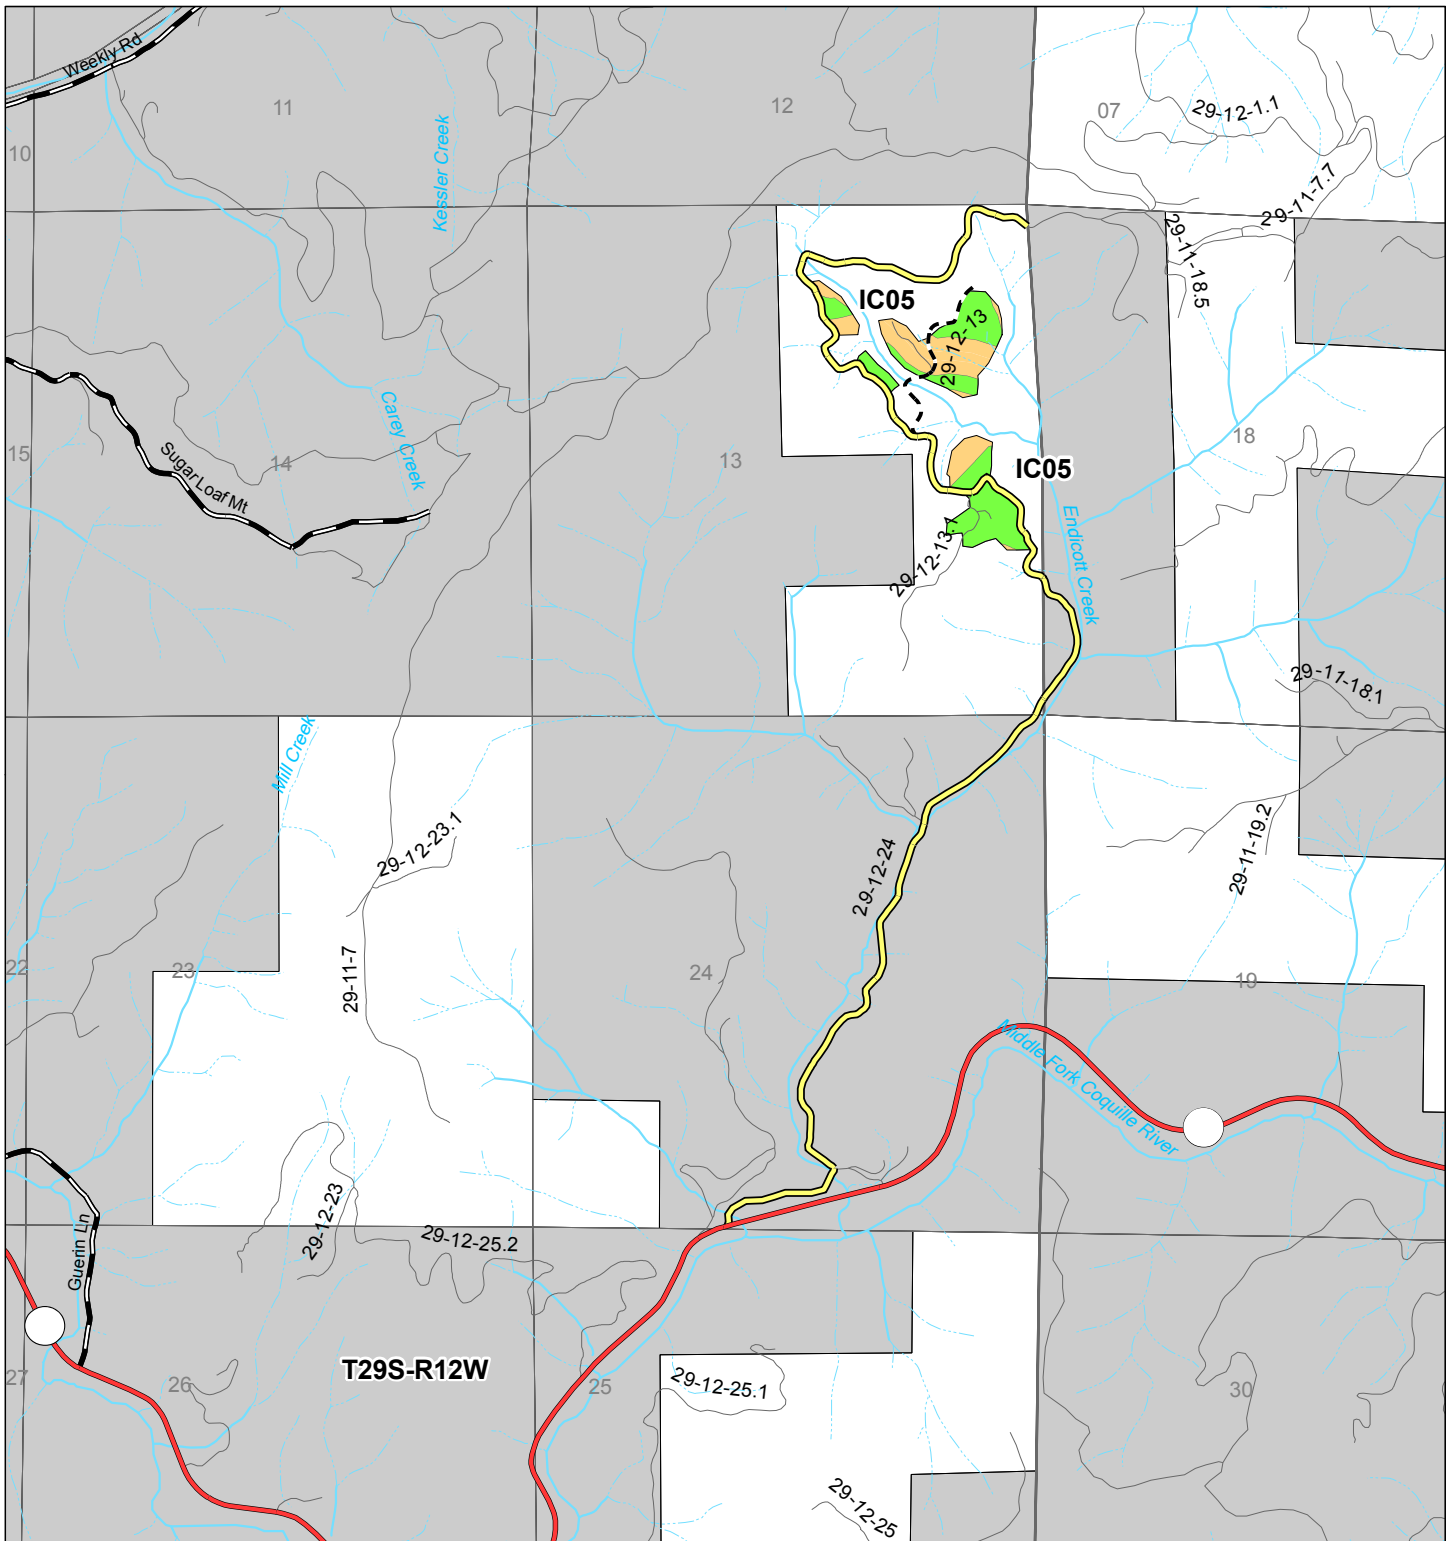 Weekly Rd
11
12
07
29-12-1.1
10
Kessler Creek
29-11-7.7
29-11-18.5
IC05
29-12-13
Carey Creek
15
Sugar Loaf Mt
14
13
IC05
18
Endicott Creek
29-12-13.1
29-11-18.1
Mill Creek
29-12-23.1
29-12-24
29-11-19.2
22
23
29-11-7
24
19
Middle Fork Coquille River
Guerin Ln
29-12-23
29-12-25.2
27
26
T29S-R12W
25
29-12-25.1
30
29-12-25